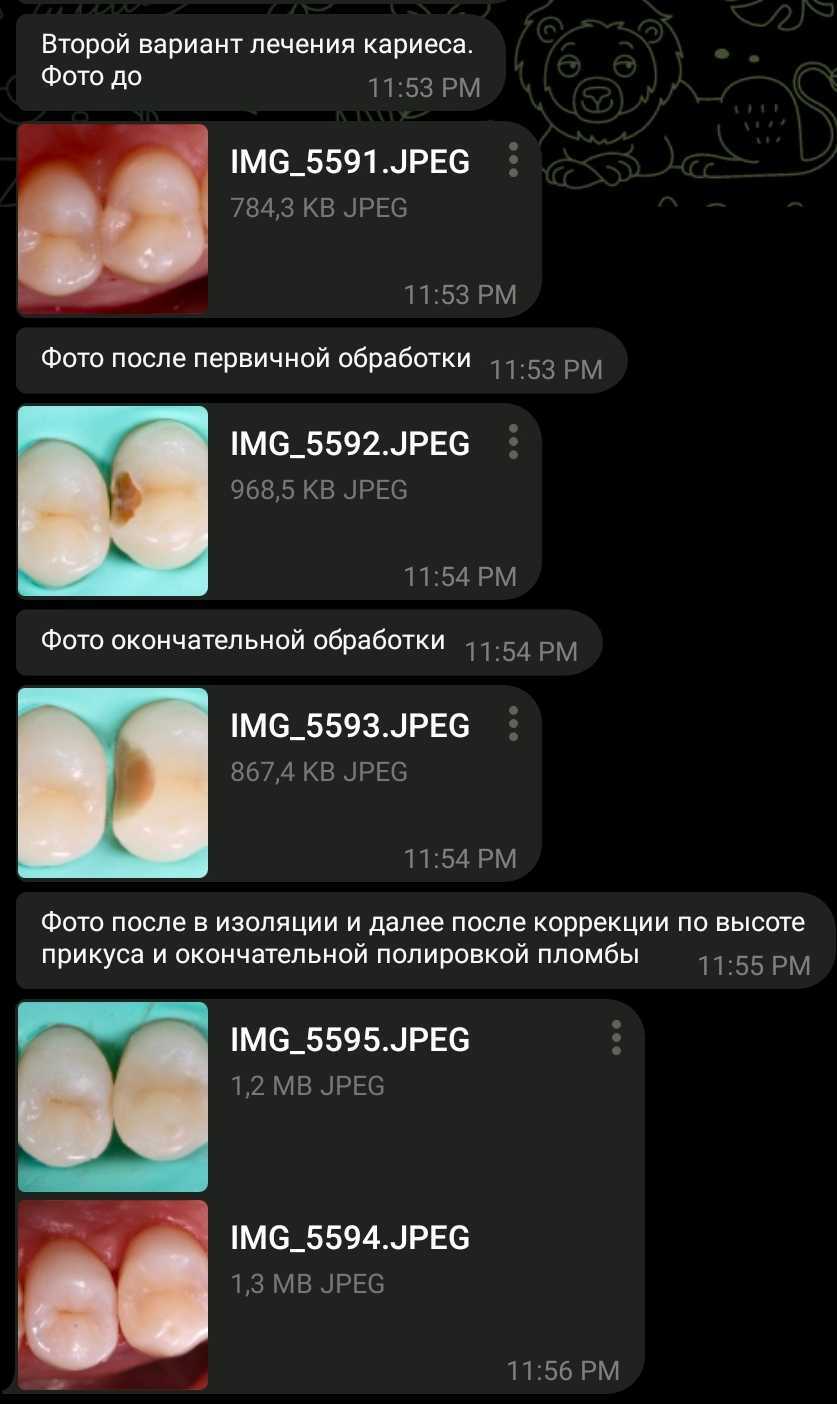 Второй вариант лечения кариеса.
Фото до
11:53 PM
IMG_5591.JPEG
784,3 KB JPEG
11:53 PM
Фото после первичной обработки
11:53 PM
IMG_5592.JPEG
968,5 KB JPEG
11:54 PM
Фото окончательной обработки
11:54 PM
IMG_5593.JPEG
867,4 KB JPEG
11:54 PM
Фото после в изоляции и далее после коррекции по высоте
прикуса и окончательной полировкой пломбы
11:55 PM
IMG_5595.JPEG
1,2 MB JPEG
IMG_5594.JPEG
1,3 MB JPEG
11:56 PM